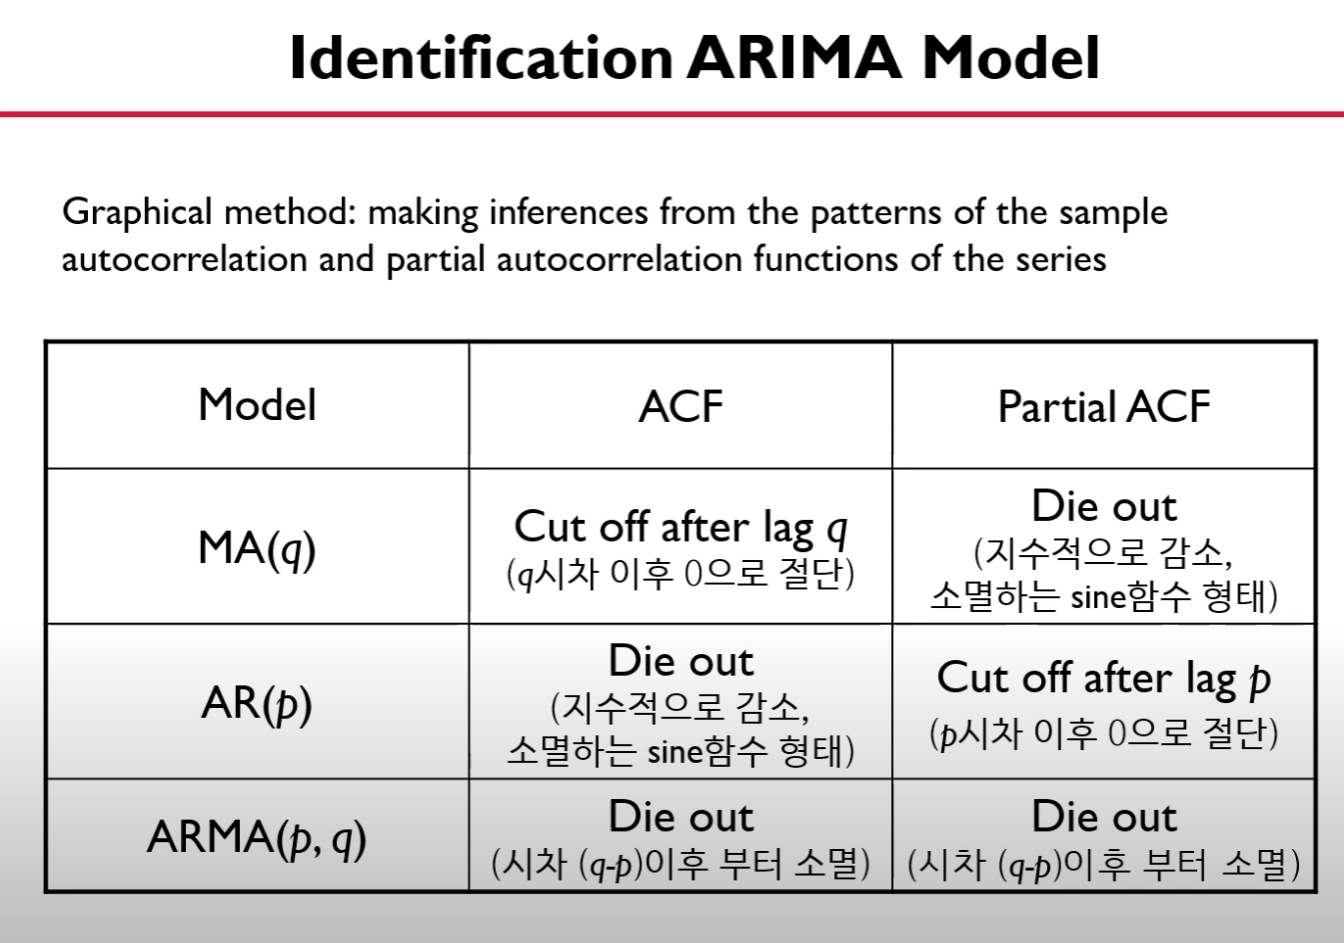 Identification ARIMA Model
Graphical method: making inferences from the patterns of the sample
autocorrelation and partial autocorrelation functions of the series
Model
ACF
Partial ACF
MA(q)
Cut off after lag q
(q시차 이후 0으로 절단)
Die out
(지수적으로 감소,
소멸하는 sine함수 형태)
AR(p)
Die out
(지수적으로 감소,
소멸하는 sine함수 형태)
Cut off after lag p
(p시차 이후 0으로 절단)
ARMA(p, q)
Die out
(시차 (q-p)이후 부터 소멸)
Die out
(시차 (q-p)이후 부터 소멸)